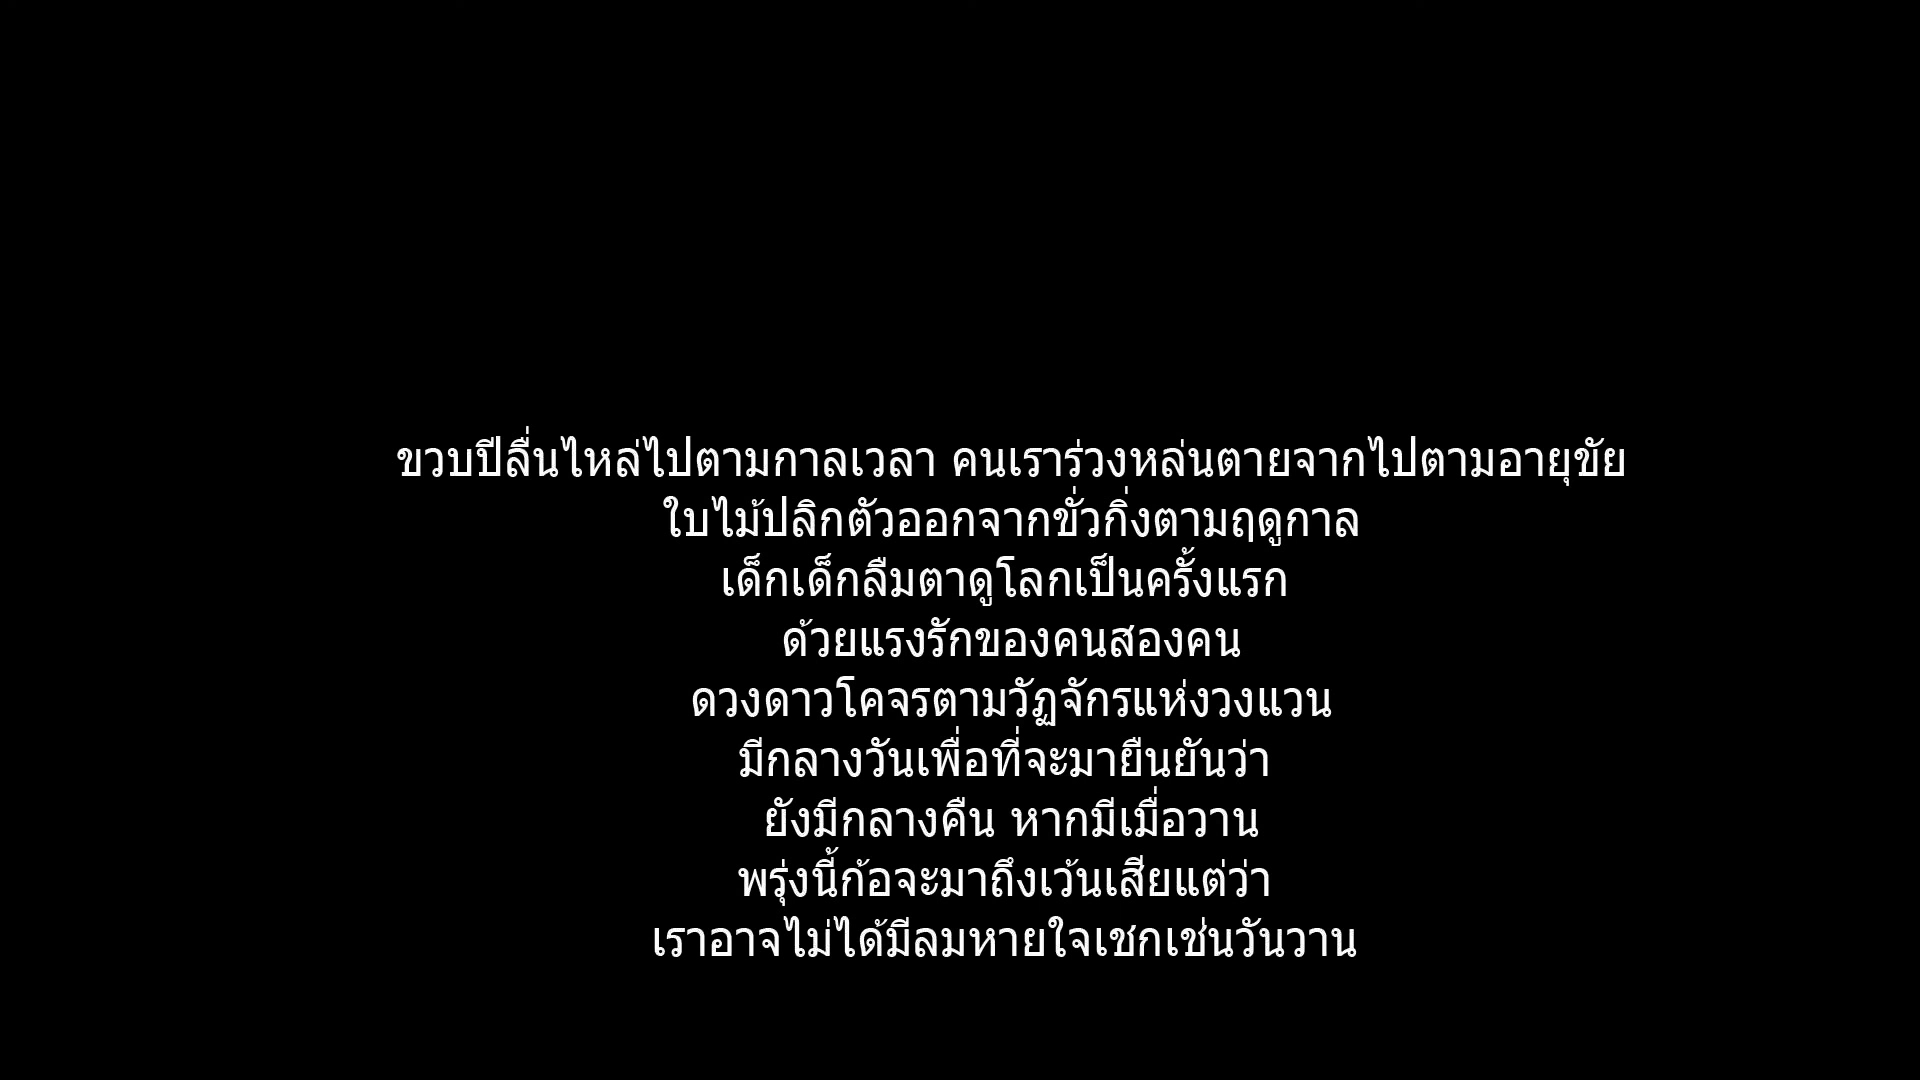 ขวบปีลื่นไหล่ไปตามกาลเวลา คนเราร่วงหล่นตายจากไปตามอายุขัย
ใบไม้ปลิกตัวออกจากขั่วกิ่งตามฤดูกาล
เด็กเด็กลืมตาดูโลกเป็นครั้งแรก
ด้วยแรงรักของคนสองคน
ดวงดาวโคจรตามวัฏจักรแห่งวงแวน
มีกลางวันเพื่อที่จะมายืนยันว่า
ยังมีกลางคืน หากมีเมื่อวาน
พรุ่งนี้ก้อจะมาถึงเว้นเสียแต่ว่า
เราอาจไม่ได้มีลมหายใจเชกเช่นวันวาน